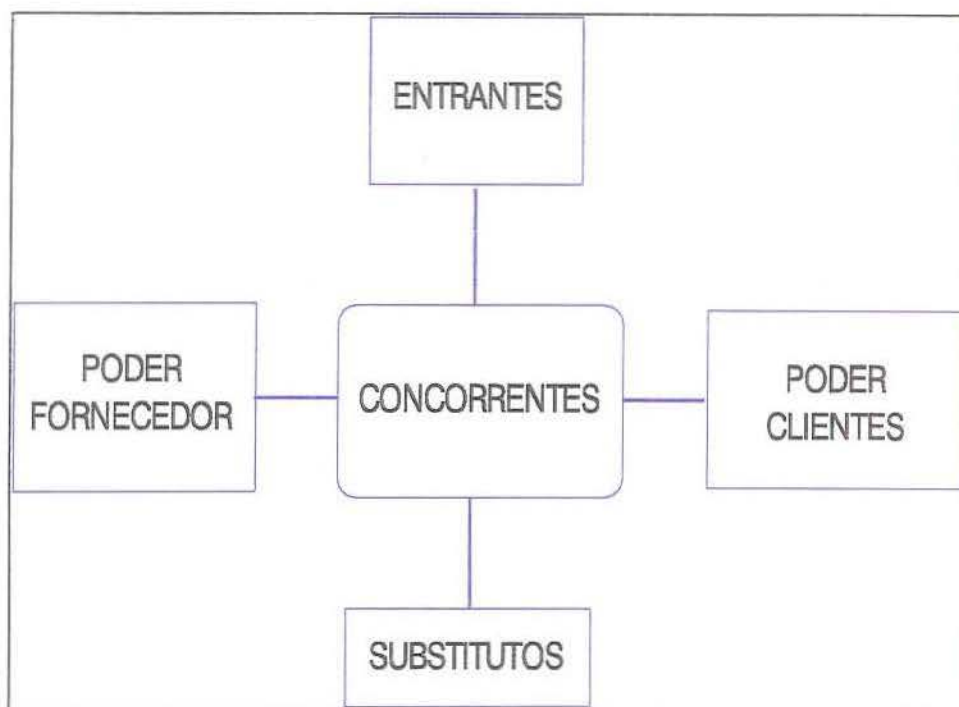 ENTRANTES
PODER
FORNECEDOR
CONCORRENTES
PODER
CLIENTES
SUBSTITUTOS